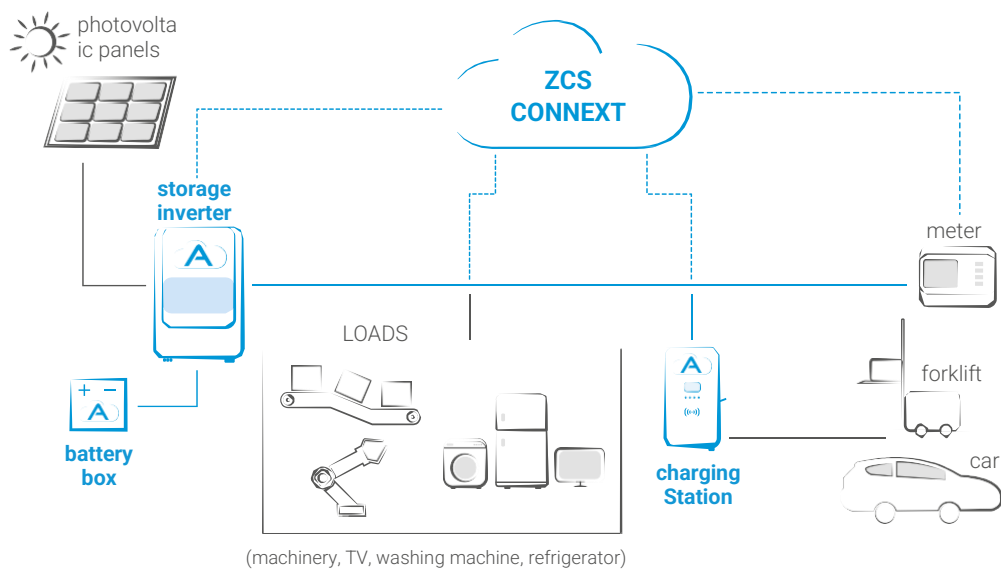 photovolta
ic panels
ZCS
CONNEXT
storage
inverter
A
meter
LOADS
A
forklift
+ −
A
battery
box
charging
Station
car
(machinery, TV, washing machine, refrigerator)